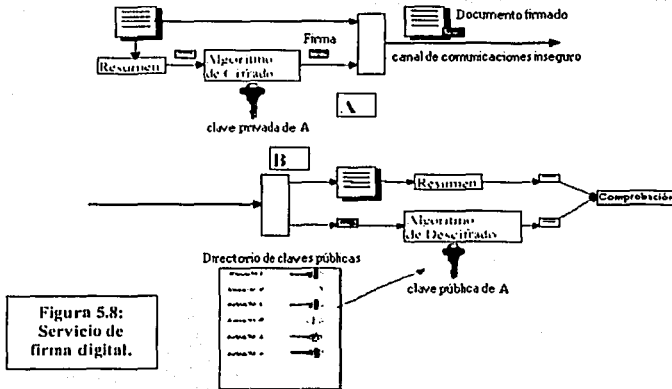 Documento firmado
Firma
Resumen
Algoritmo
de Cifrado
canal de comunicaciones inseguro
clave privada de A
A
B
Resumen
Comprobación
Algoritmo
de Descifrado
Directorio de claves públicas
clave pública de A
Figura 5.8:
Servicio de
firma digital.